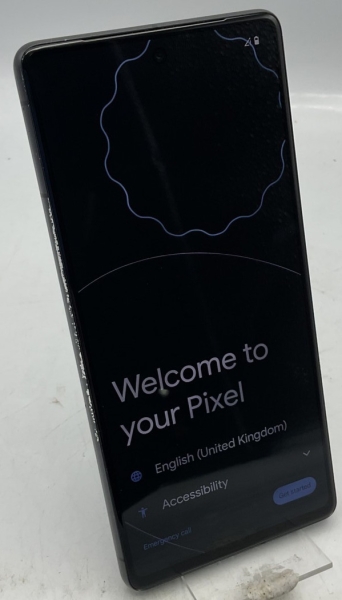 Welcome to
your Pixel
English (United Kingdom)
Accessibility
Get started
Emergency call